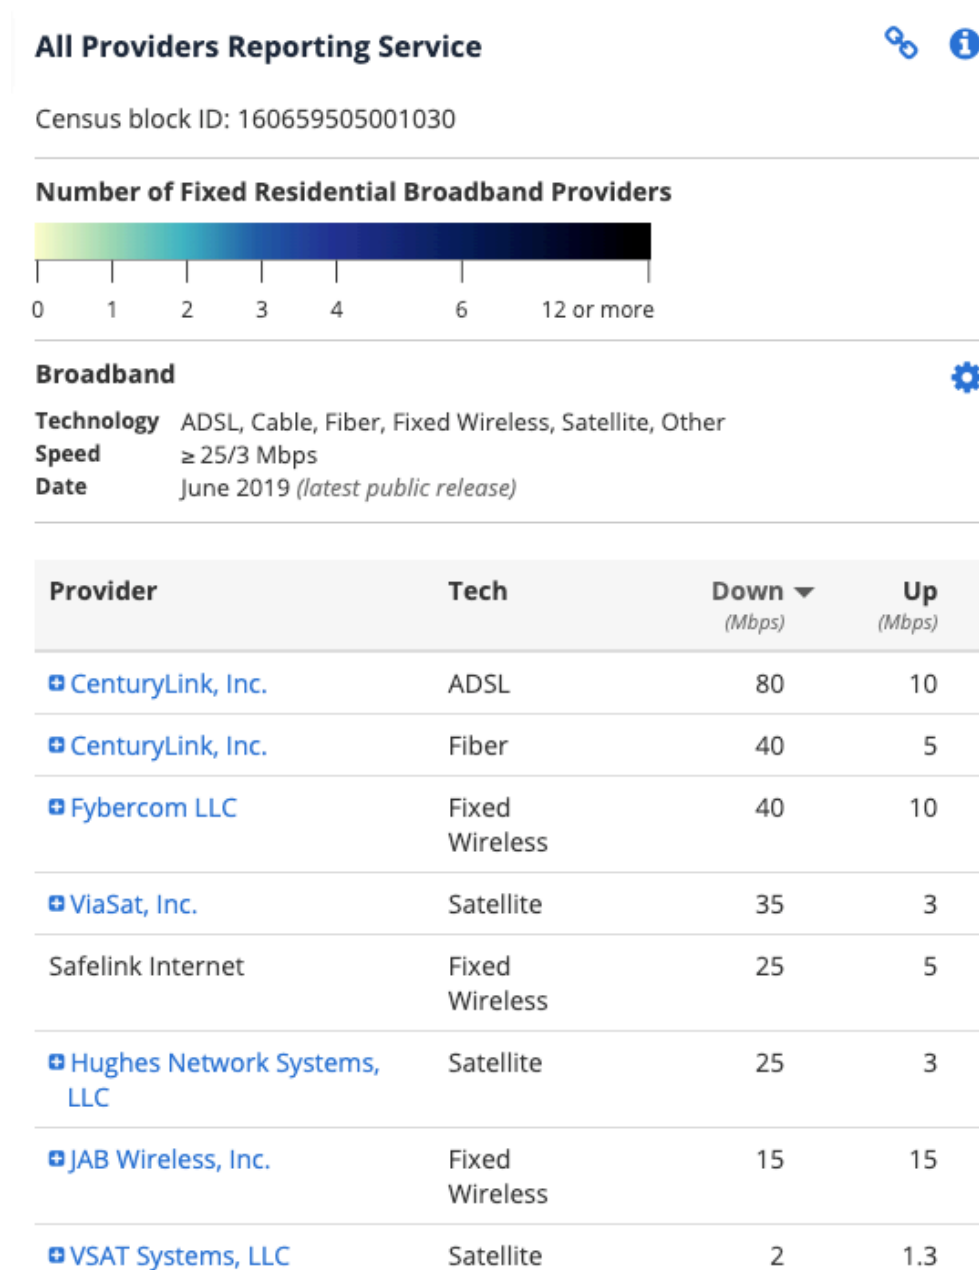 All Providers Reporting Service
Census block ID: 160659505001030
Number of Fixed Residential Broadband Providers
0 1 2 3 4 6 12 or more
Broadband
Technology ADSL, Cable, Fiber, Fixed Wireless, Satellite, Other
Speed ≥ 25/3 Mbps
Date June 2019 (latest public release)
Provider Tech Down Up
(Mbps) (Mbps)
CenturyLink, Inc. ADSL 80 10
CenturyLink, Inc. Fiber 40 5
Fybercom LLC Fixed 40 10
Wireless
ViaSat, Inc. Satellite 35 3
Safelink Internet Fixed 25 5
Wireless
Hughes Network Systems, Satellite 25 3
LLC
JAB Wireless, Inc. Fixed 15 15
Wireless
VSAT Systems, LLC Satellite 2 1.3